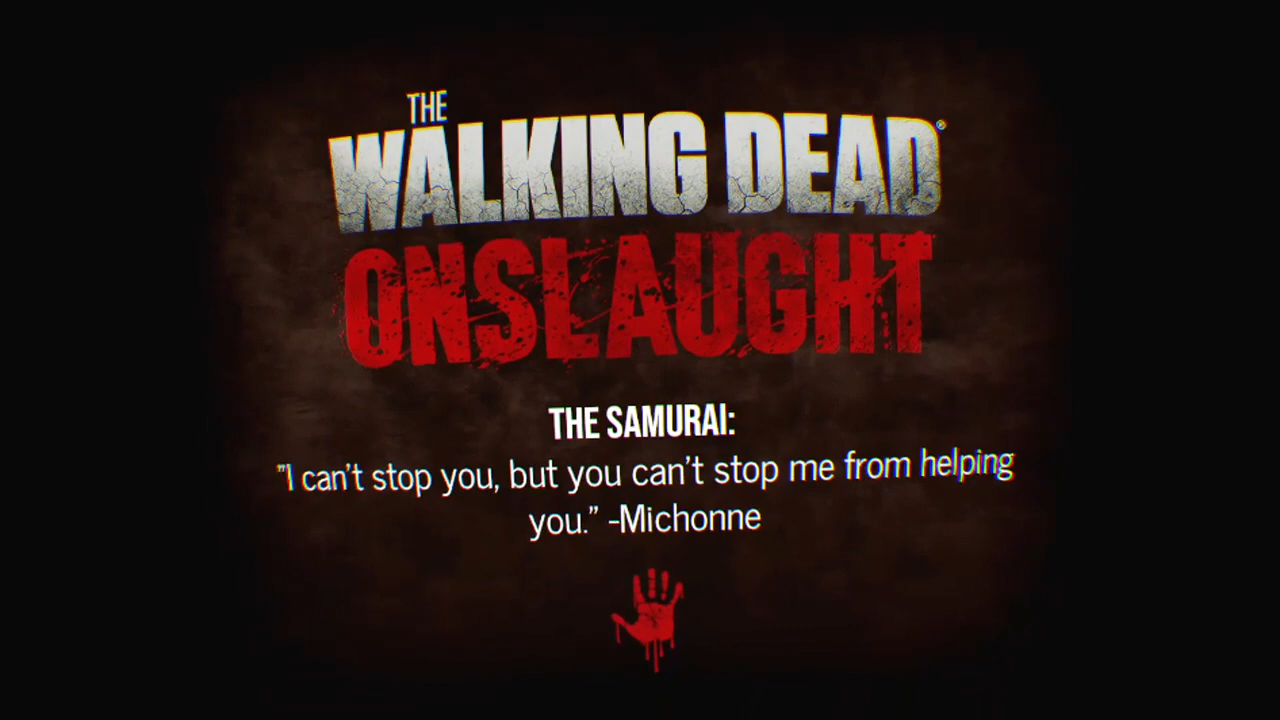 THE
WALKING DEAD®
ONSLAUGHT
THE SAMURAI:
"I can't stop you, but you can't stop me from helping
you." -Michonne